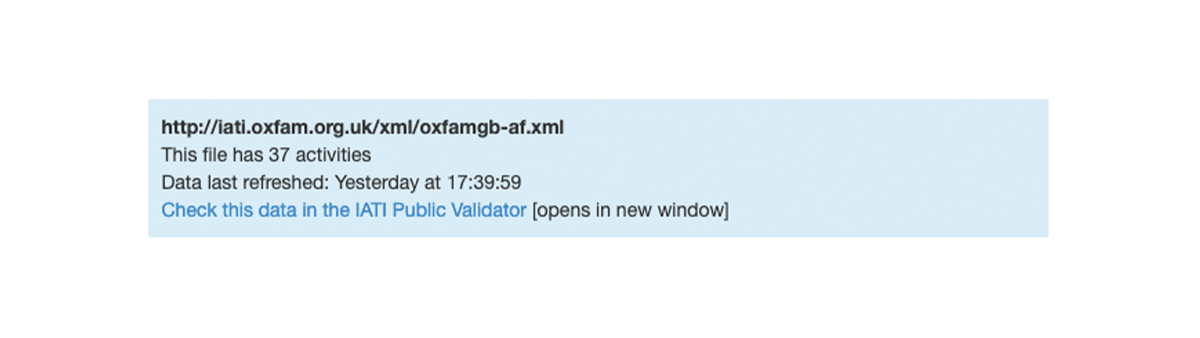 http://iati.oxfam.org.uk/xml/oxfamgb-af.xml
This file has 37 activities
Data last refreshed: Yesterday at 17:39:59
Check this data in the IATI Public Validator [opens in new window]